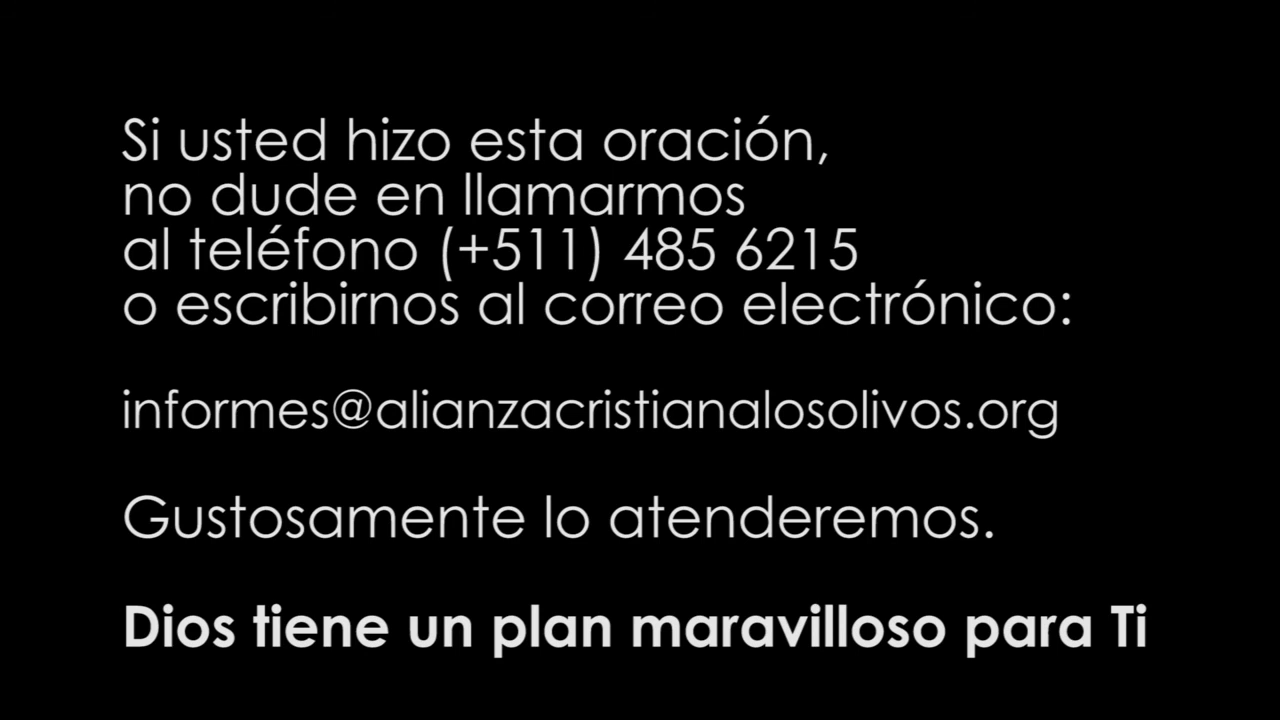 Si usted hizo esta oración,
no dude en llamarmos
al teléfono (+511) 485 6215
o escribirnos al correo electrónico:
informes@alianzacristianalosolivos.org
Gustosamente lo atenderemos.
Dios tiene un plan maravilloso para Ti